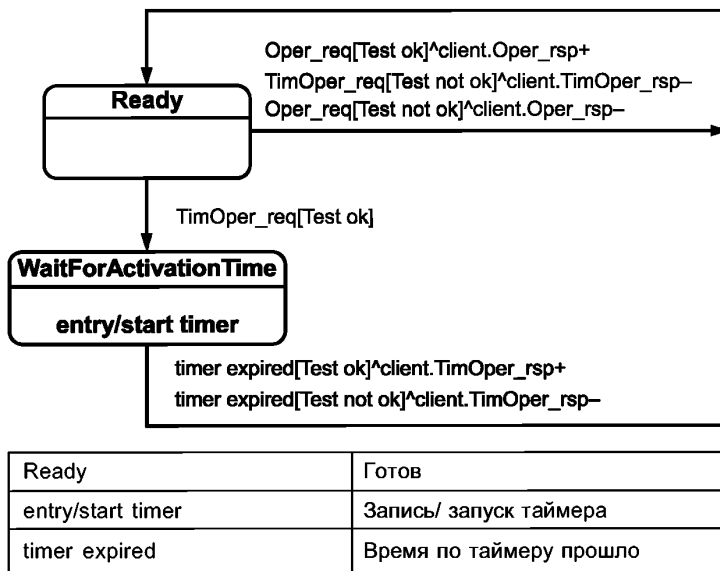 Oper_req[Test ok]^client.Oper_rsp+
TimOper_req[Test not ok]^client.TimOper_rsp–
Oper_req[Test not ok]^client.Oper_rsp–
Ready
TimOper_req[Test ok]
WaitForActivationTime
entry/start timer
timer expired[Test ok]^client.TimOper_rsp+
timer expired[Test not ok]^client.TimOper_rsp–
Ready Готов
entry/start timer Запись/ запуск таймера
timer expired Время по таймеру прошло